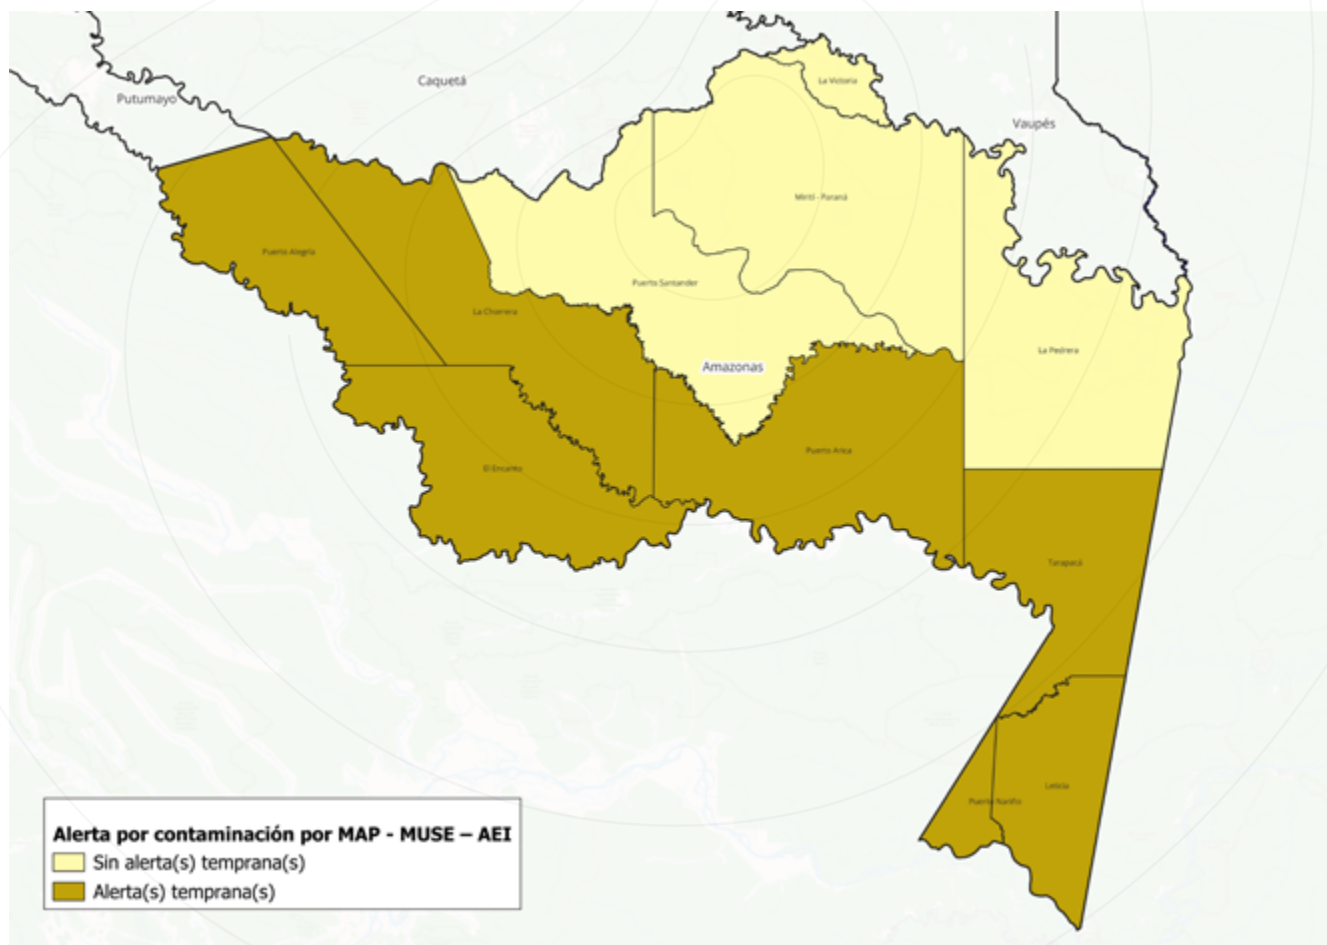 Caquetá
La Victoria
Putumayo
Vaupés
Mirití - Paraná
Puerto Alegría
Puerto Santander
La Chorrera
La Pedrera
Amazonas
Puerto Arica
El Encanto
Tarapacá
Leticia
Puerto Nariño
Alerta por contaminación por MAP - MUSE – AEI
Sin alerta(s) temprana(s)
Alerta(s) temprana(s)